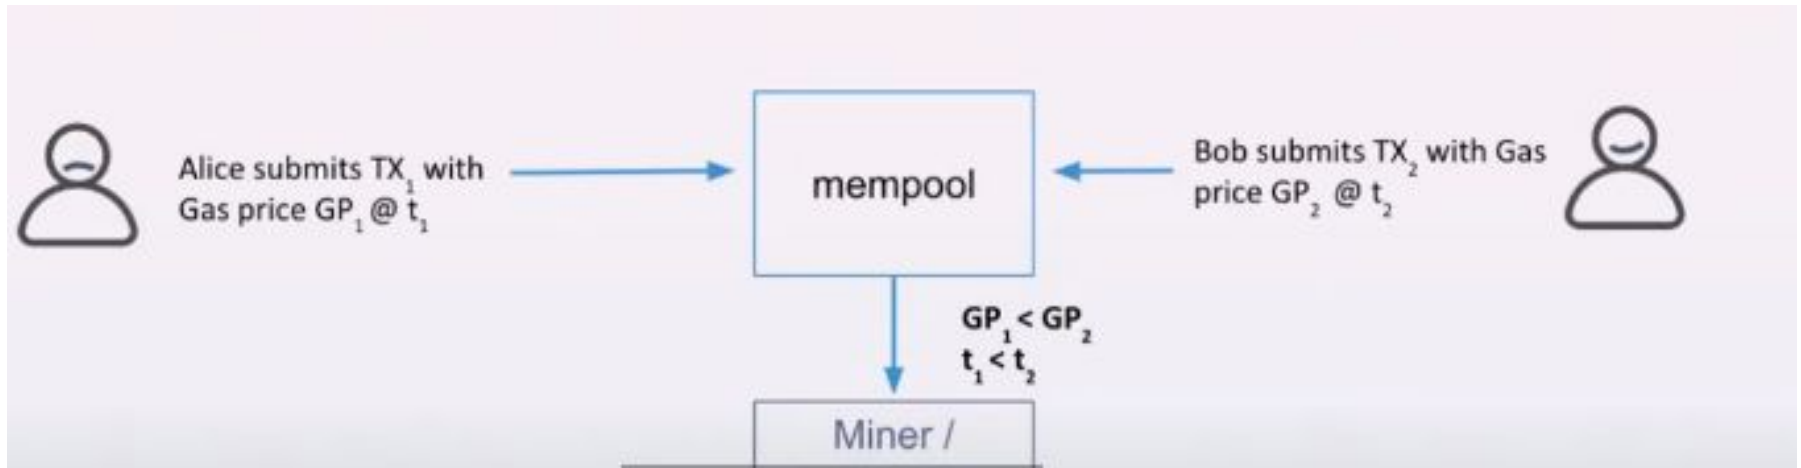 Alice submits TX₁ with
Gas price GP₁ @ t₁
mempool
Bob submits TX₂ with Gas
price GP₂ @ t₂
GP₁ < GP₂
t₁ < t₂
Miner /